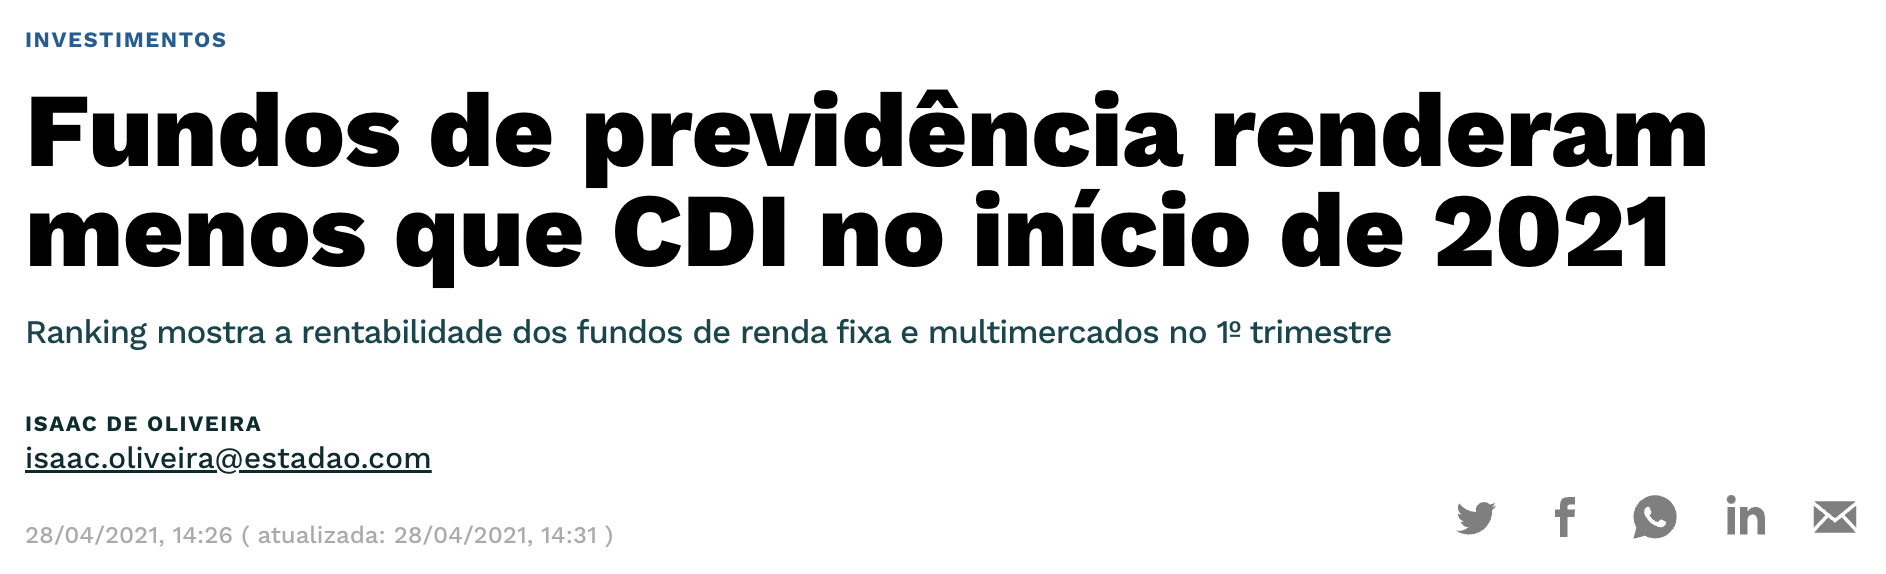 INVESTIMENTOS
Fundos de previdência renderam
menos que CDI no início de 2021
Ranking mostra a rentabilidade dos fundos de renda fixa e multimercados no 1º trimestre
ISAAC DE OLIVEIRA
isaac.oliveira@estadao.com
28/04/2021, 14:26 ( atualizada: 28/04/2021, 14:31 )